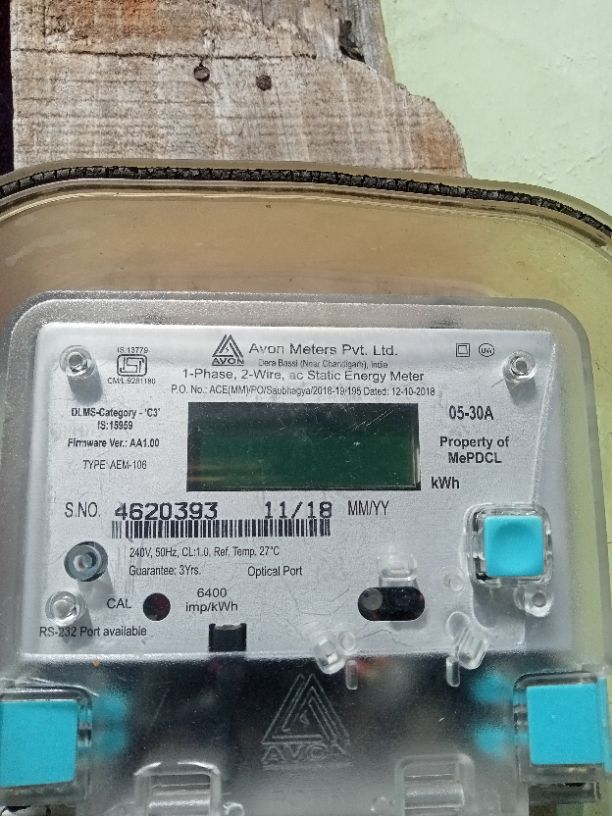 IS:13779
CM/L.9281180
AVON
Avon Meters Pvt. Ltd.
Dera Bassi (Near Chandigarh), India
1-Phase, 2-Wire, ac Static Energy Meter
P.O. No.: ACE(MM)/PO/Saubhagya/2018-19/195 Dated: 12-10-2018
DLMS-Category - 'C3'
IS:15959
Firmware Ver.: AA1.00
TYPE AEM-106
05-30A
Property of
MePDCL
kWh
S.NO. 4620393 11/18 MM/YY
240V, 50Hz, CL:1.0, Ref. Temp. 27°C
Guarantee: 3Yrs. Optical Port
CAL
6400
imp/kWh
RS-232 Port available
AVON